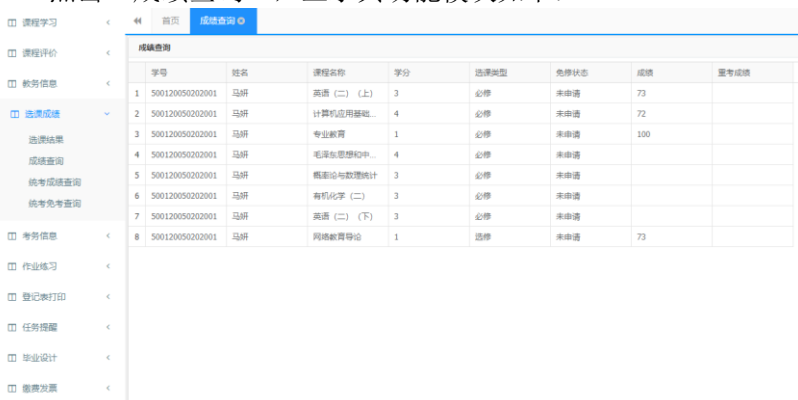 课程学习
课程评价
教务信息
选课成绩
选课结果
成绩查询
统考成绩查询
统考免考查询
考务信息
作业练习
登记表打印
任务提醒
毕业设计
缴费发票
首页 成绩查询
成绩查询
学号 姓名 课程名称 学分 选课类型 免修状态 成绩 重考成绩
1 500120050202001 马妍 英语（二）（上） 3 必修 未申请 73
2 500120050202001 马妍 计算机应用基础... 4 必修 未申请 72
3 500120050202001 马妍 专业教育 1 必修 未申请 100
4 500120050202001 马妍 毛泽东思想和中... 4 必修 未申请
5 500120050202001 马妍 概率论与数理统计 3 必修 未申请
6 500120050202001 马妍 有机化学（二） 3 必修 未申请
7 500120050202001 马妍 英语（二）（下） 3 必修 未申请
8 500120050202001 马妍 网络教育导论 1 选修 未申请 73